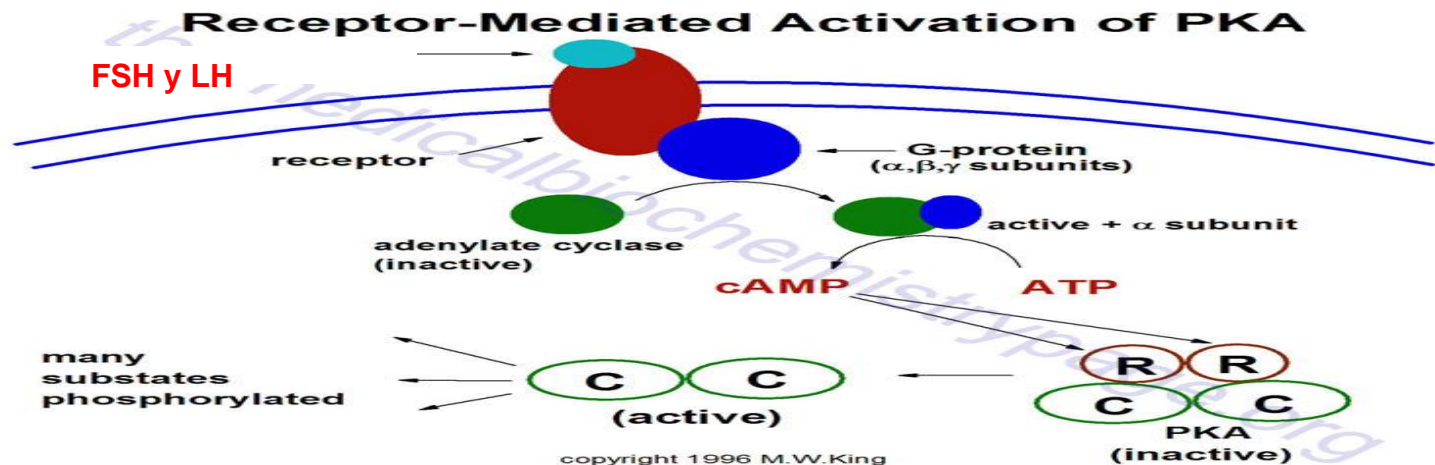 Receptor-Mediated Activation of PKA
FSH y LH
receptor
G-protein
(α,β,γ subunits)
adenylate cyclase
(inactive)
active + α subunit
cAMP
ATP
many
substates
phosphorylated
C C
(active)
R R
C C
PKA
(inactive)
copyright 1996 M.W.King
themedicalbiochemistrypage.org